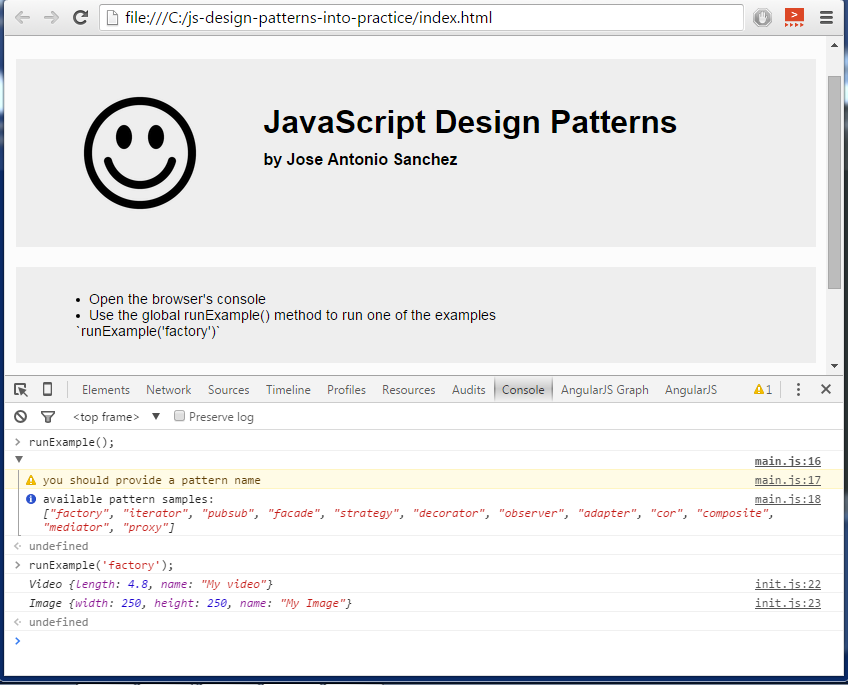 file:///C:/js-design-patterns-into-practice/index.html
JavaScript Design Patterns
by Jose Antonio Sanchez
• Open the browser's console
• Use the global runExample() method to run one of the examples
`runExample('factory')`
Elements Network Sources Timeline Profiles Resources Audits Console AngularJS Graph AngularJS 1
<top frame> ▼ Preserve log
> runExample();
▼ main.js:16
you should provide a pattern name main.js:17
available pattern samples: main.js:18
["factory", "iterator", "pubsub", "facade", "strategy", "decorator", "observer", "adapter", "cor", "composite",
"mediator", "proxy"]
< undefined
> runExample('factory');
Video {length: 4.8, name: "My video"} init.js:22
Image {width: 250, height: 250, name: "My Image"} init.js:23
< undefined
>